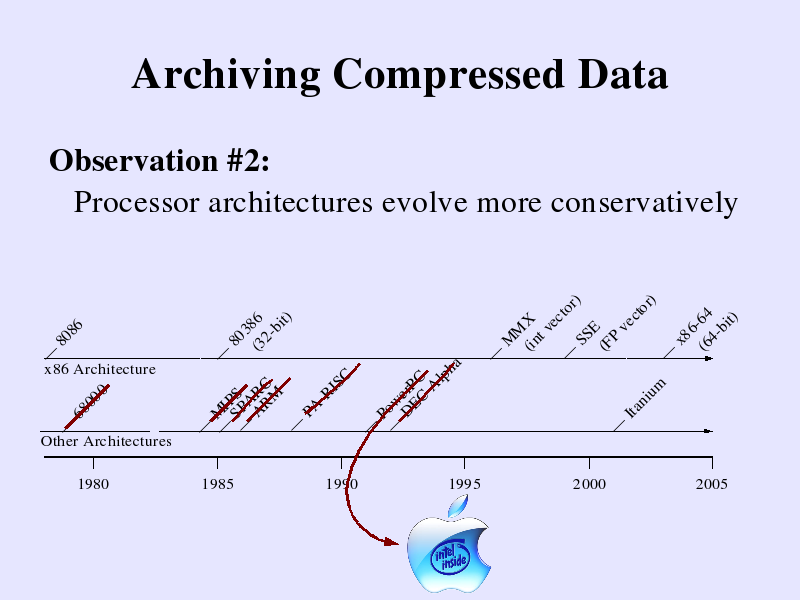 Archiving Compressed Data
Observation #2:
Processor architectures evolve more conservatively
8086
80386
(32-bit)
MMX
(int vector)
SSE
(FP vector)
x86-64
(64-bit)
x86 Architecture
68000
MIPS
SPARC
ARM
PA-RISC
PowerPC
DEC Alpha
Itanium
Other Architectures
1980
1985
1990
1995
2000
2005
intel
inside